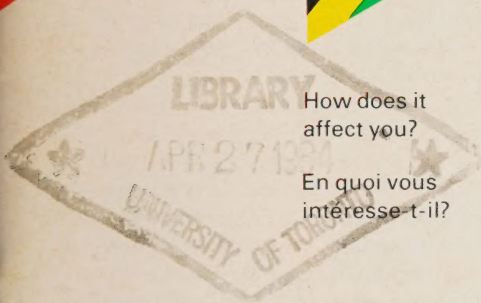 LIBRARY
How does it
affect you?
APR 27 1984
En quoi vous
intéresse-t-il?
UNIVERSITY OF TORONTO